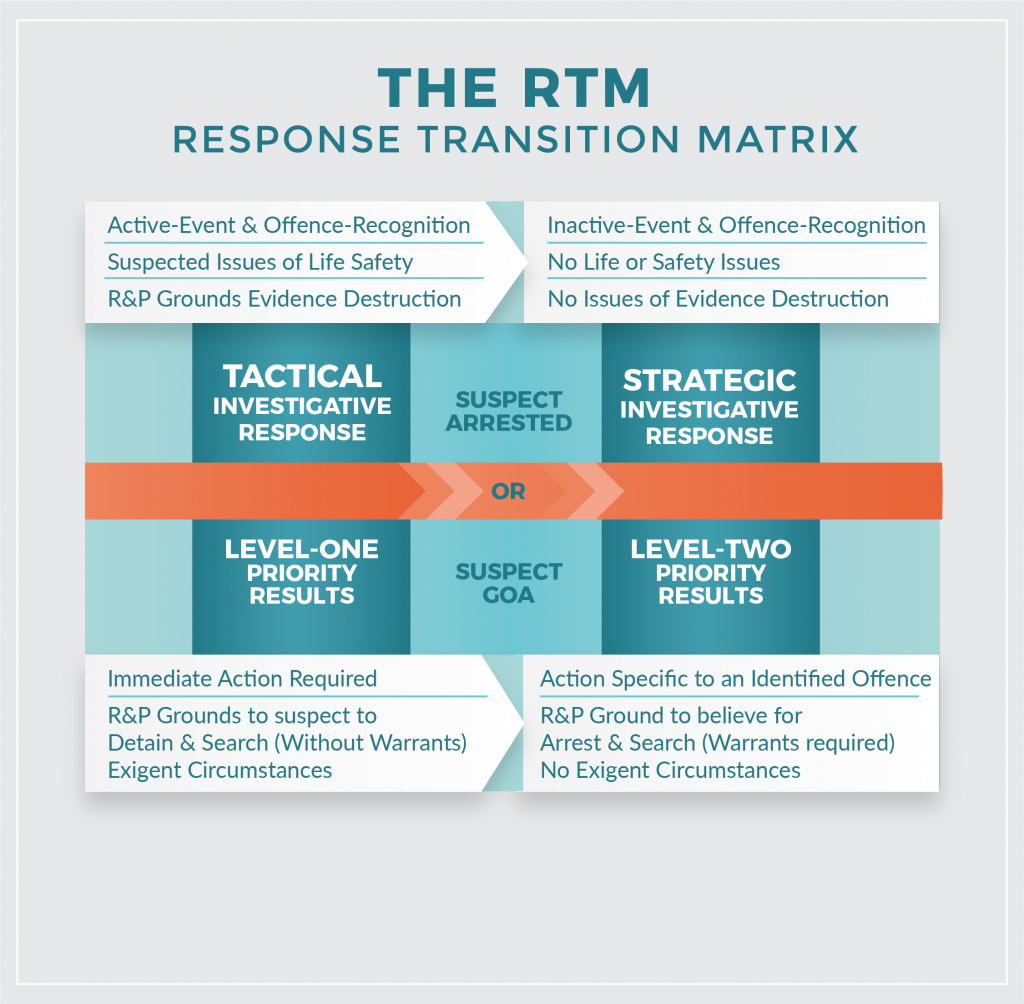 THE RTM
RESPONSE TRANSITION MATRIX
Active-Event & Offence-Recognition
Suspected Issues of Life Safety
R&P Grounds Evidence Destruction
Inactive-Event & Offence-Recognition
No Life or Safety Issues
No Issues of Evidence Destruction
TACTICAL
INVESTIGATIVE
RESPONSE
SUSPECT
ARRESTED
STRATEGIC
INVESTIGATIVE
RESPONSE
OR
LEVEL-ONE
PRIORITY
RESULTS
SUSPECT
GOA
LEVEL-TWO
PRIORITY
RESULTS
Immediate Action Required
R&P Grounds to suspect to
Detain & Search (Without Warrants)
Exigent Circumstances
Action Specific to an Identified Offence
R&P Ground to believe for
Arrest & Search (Warrants required)
No Exigent Circumstances